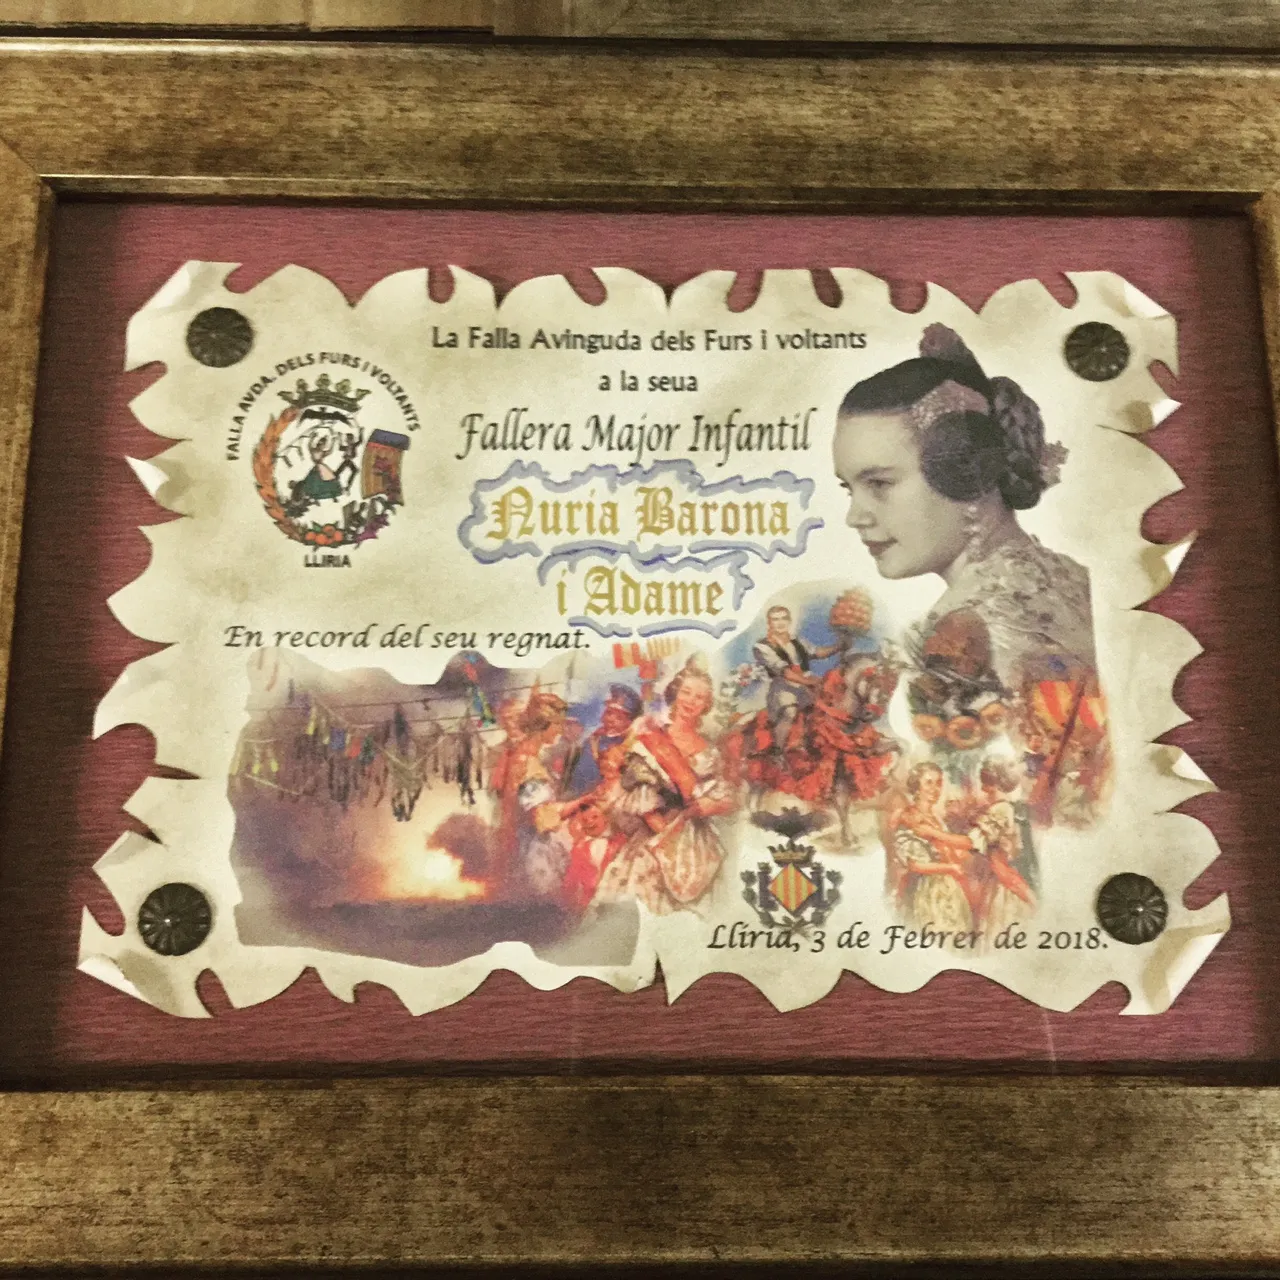 La Falla Avinguda dels Furs i voltants
a la seua
Fallera Major Infantil
Nuria Barona
i Adame
FALLA AVDA. DELS FURS I VOLTANTS
LLÍRIA
En record del seu regnat.
Llíria, 3 de Febrer de 2018.